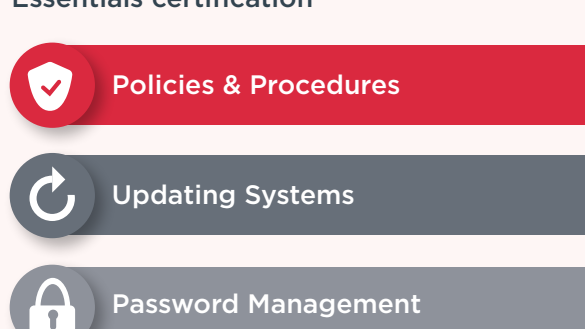 Essentials certification
Policies & Procedures
Updating Systems
Password Management